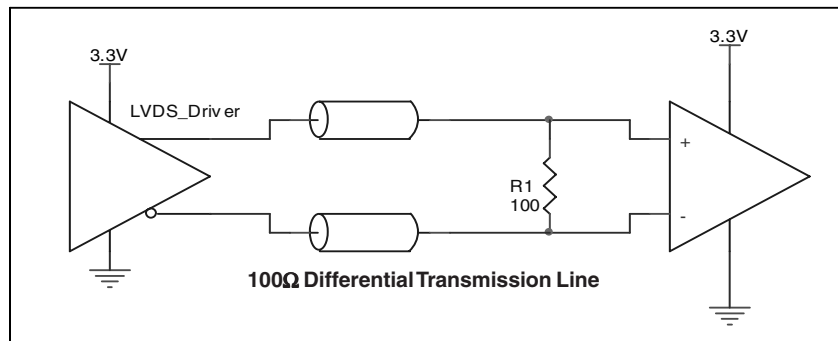 3.3V
3.3V
LVDS_Driver
+
R1
100
-
100Ω Differential Transmission Line